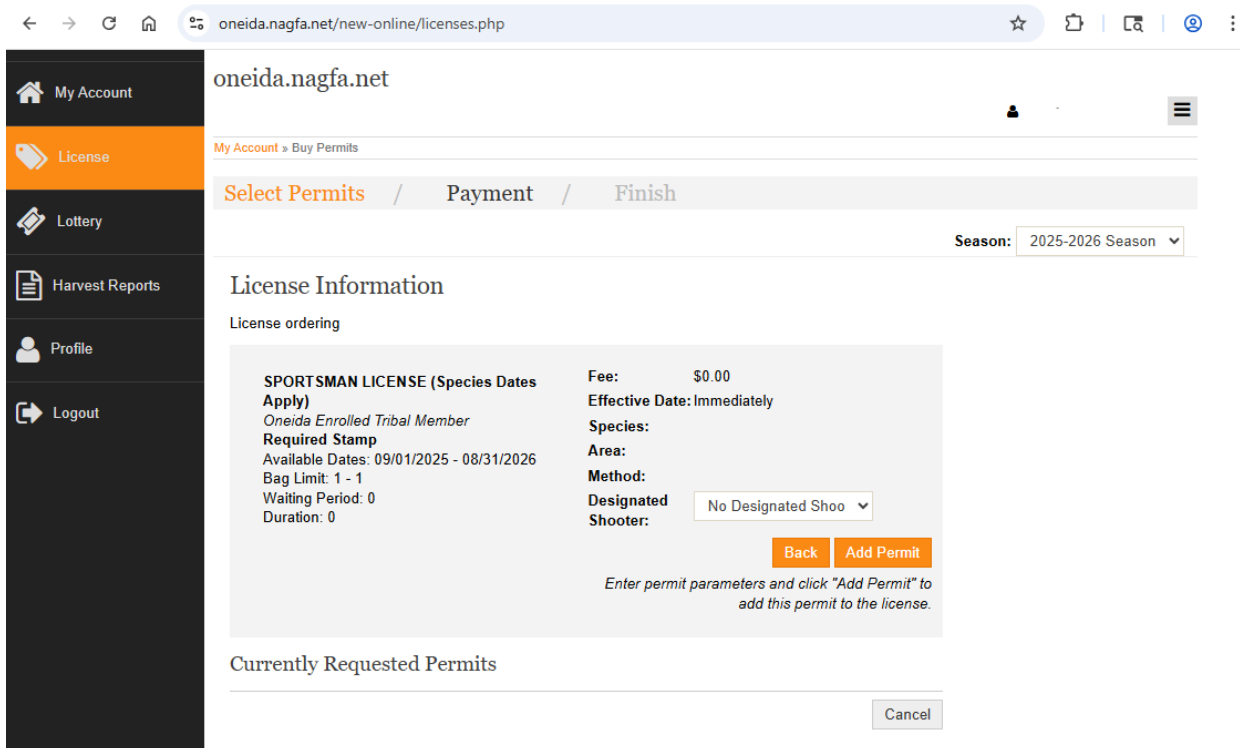 oneida.nagfa.net/new-online/licenses.php
My Account
License
Lottery
Harvest Reports
Profile
Logout
oneida.nagfa.net
My Account » Buy Permits
Select Permits / Payment / Finish
Season: 2025-2026 Season
License Information
License ordering
SPORTSMAN LICENSE (Species Dates
Apply)
Oneida Enrolled Tribal Member
Required Stamp
Available Dates: 09/01/2025 - 08/31/2026
Bag Limit: 1 - 1
Waiting Period: 0
Duration: 0
Fee: $0.00
Effective Date: Immediately
Species:
Area:
Method:
Designated
Shooter: No Designated Shoo
Back Add Permit
Enter permit parameters and click "Add Permit" to
add this permit to the license.
Currently Requested Permits
Cancel